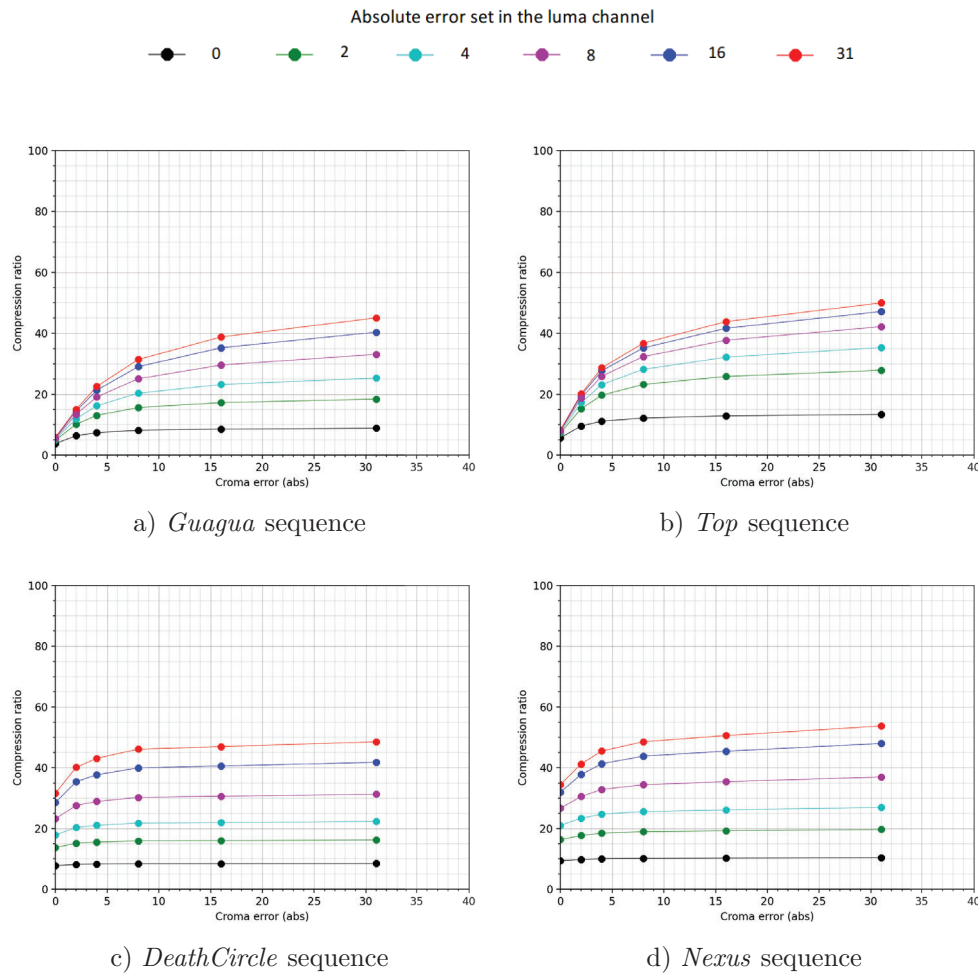 Absolute error set in the luma channel
0 2 4 8 16 31
100
80
60
40
20
0
Compression ratio
0 5 10 15 20 25 30 35 40
Croma error (abs)
a) Guagua sequence
100
80
60
40
20
0
Compression ratio
0 5 10 15 20 25 30 35 40
Croma error (abs)
b) Top sequence
100
80
60
40
20
0
Compression ratio
0 5 10 15 20 25 30 35 40
Croma error (abs)
c) DeathCircle sequence
100
80
60
40
20
0
Compression ratio
0 5 10 15 20 25 30 35 40
Croma error (abs)
d) Nexus sequence